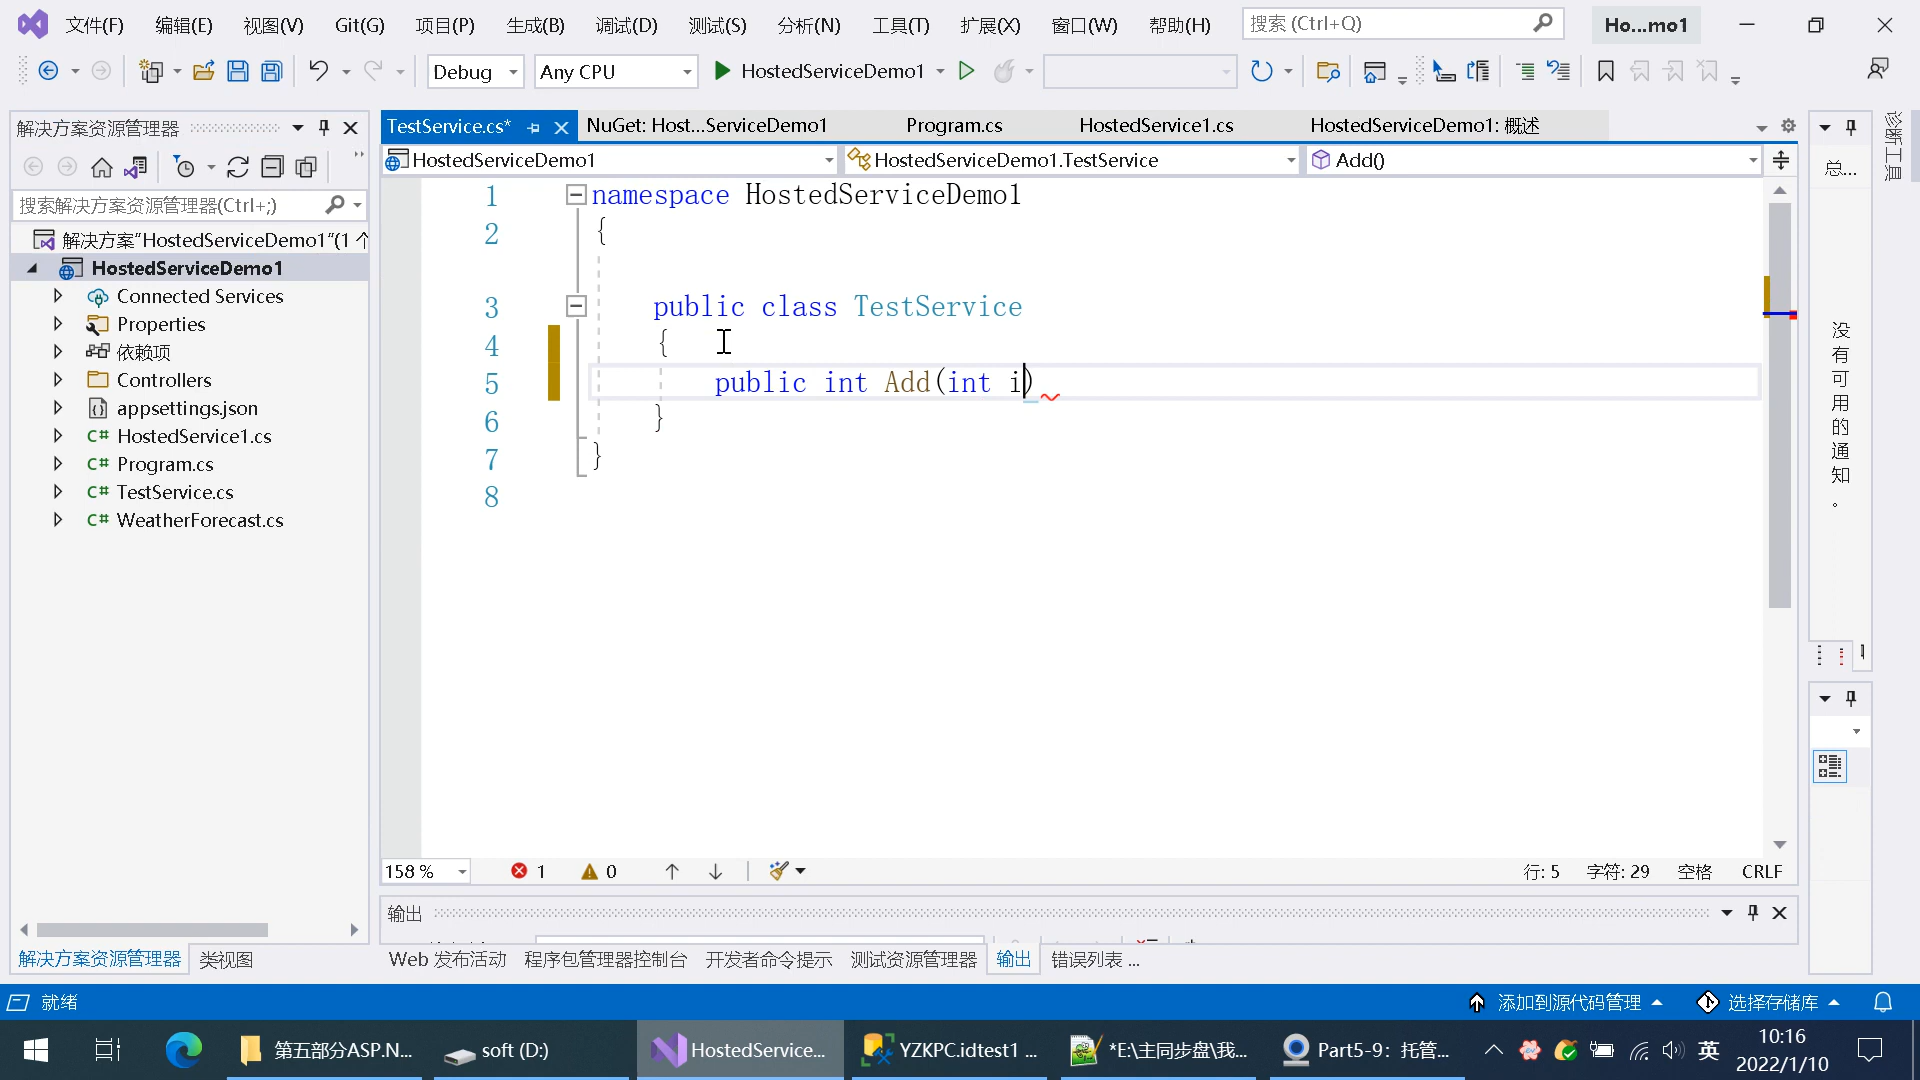 文件(F) 编辑(E) 视图(V) Git(G) 项目(P) 生成(B) 调试(D) 测试(S) 分析(N) 工具(T) 扩展(X) 窗口(W) 帮助(H) 搜索 (Ctrl+Q) Ho...mo1
Debug Any CPU HostedServiceDemo1
解决方案资源管理器
TestService.cs* NuGet: Host...ServiceDemo1 Program.cs HostedService1.cs HostedServiceDemo1: 概述
HostedServiceDemo1 HostedServiceDemo1.TestService Add()
搜索解决方案资源管理器(Ctrl+;)
解决方案"HostedServiceDemo1"(1 个
HostedServiceDemo1
Connected Services
Properties
依赖项
Controllers
appsettings.json
HostedService1.cs
Program.cs
TestService.cs
WeatherForecast.cs
1 namespace HostedServiceDemo1
2 {
3 public class TestService
4 {
5 public int Add(int i)
6 }
7 }
8
诊断工具
总...
没有可用的通知。
158 % 1 0 行: 5 字符: 29 空格 CRLF
输出
解决方案资源管理器 类视图
Web 发布活动 程序包管理器控制台 开发者命令提示 测试资源管理器 输出 错误列表 ...
就绪 添加到源代码管理 选择存储库
第五部分ASP.N... soft (D:) HostedService... YZKPC.idtest1 ... *E:\主同步盘\我... Part5-9：托管... 英
10:16
2022/1/10